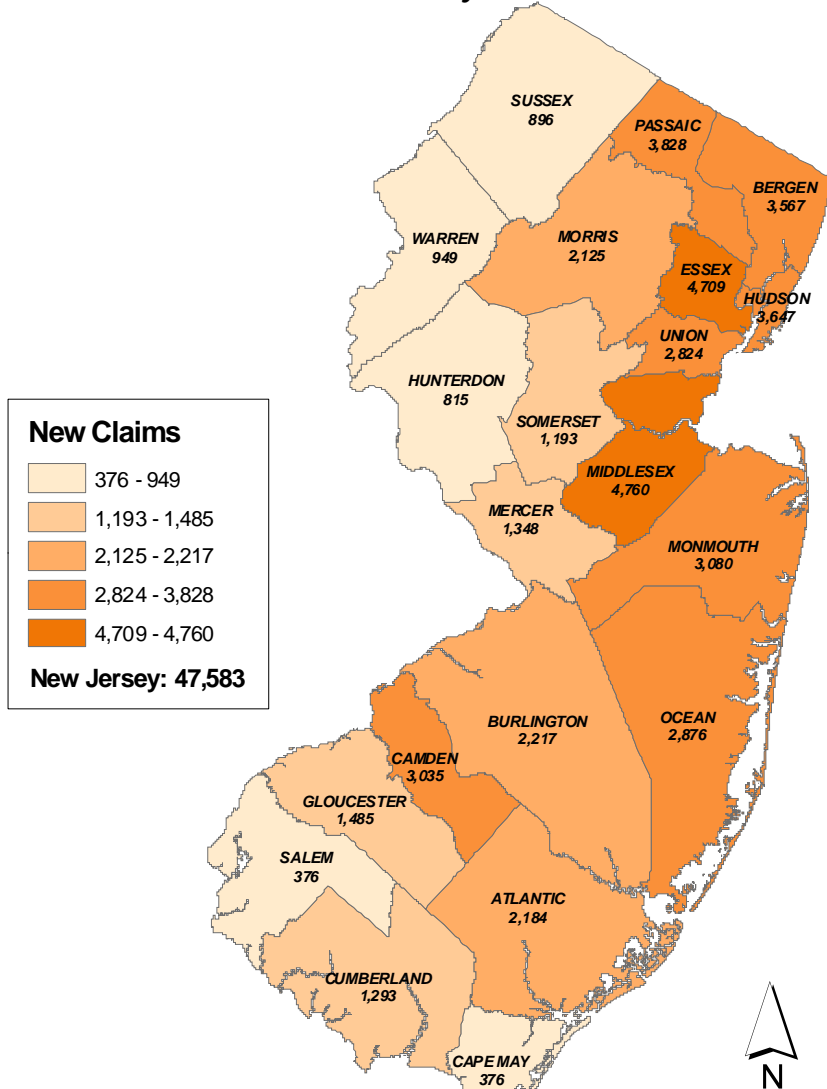 SUSSEX
896
PASSAIC
3,828
BERGEN
3,567
WARREN
949
MORRIS
2,125
ESSEX
4,709
HUDSON
3,647
UNION
2,824
HUNTERDON
815
SOMERSET
1,193
MIDDLESEX
4,760
MERCER
1,348
MONMOUTH
3,080
New Claims
376 - 949
1,193 - 1,485
2,125 - 2,217
2,824 - 3,828
4,709 - 4,760
New Jersey: 47,583
BURLINGTON
2,217
OCEAN
2,876
CAMDEN
3,035
GLOUCESTER
1,485
SALEM
376
ATLANTIC
2,184
CUMBERLAND
1,293
CAPE MAY
376
N